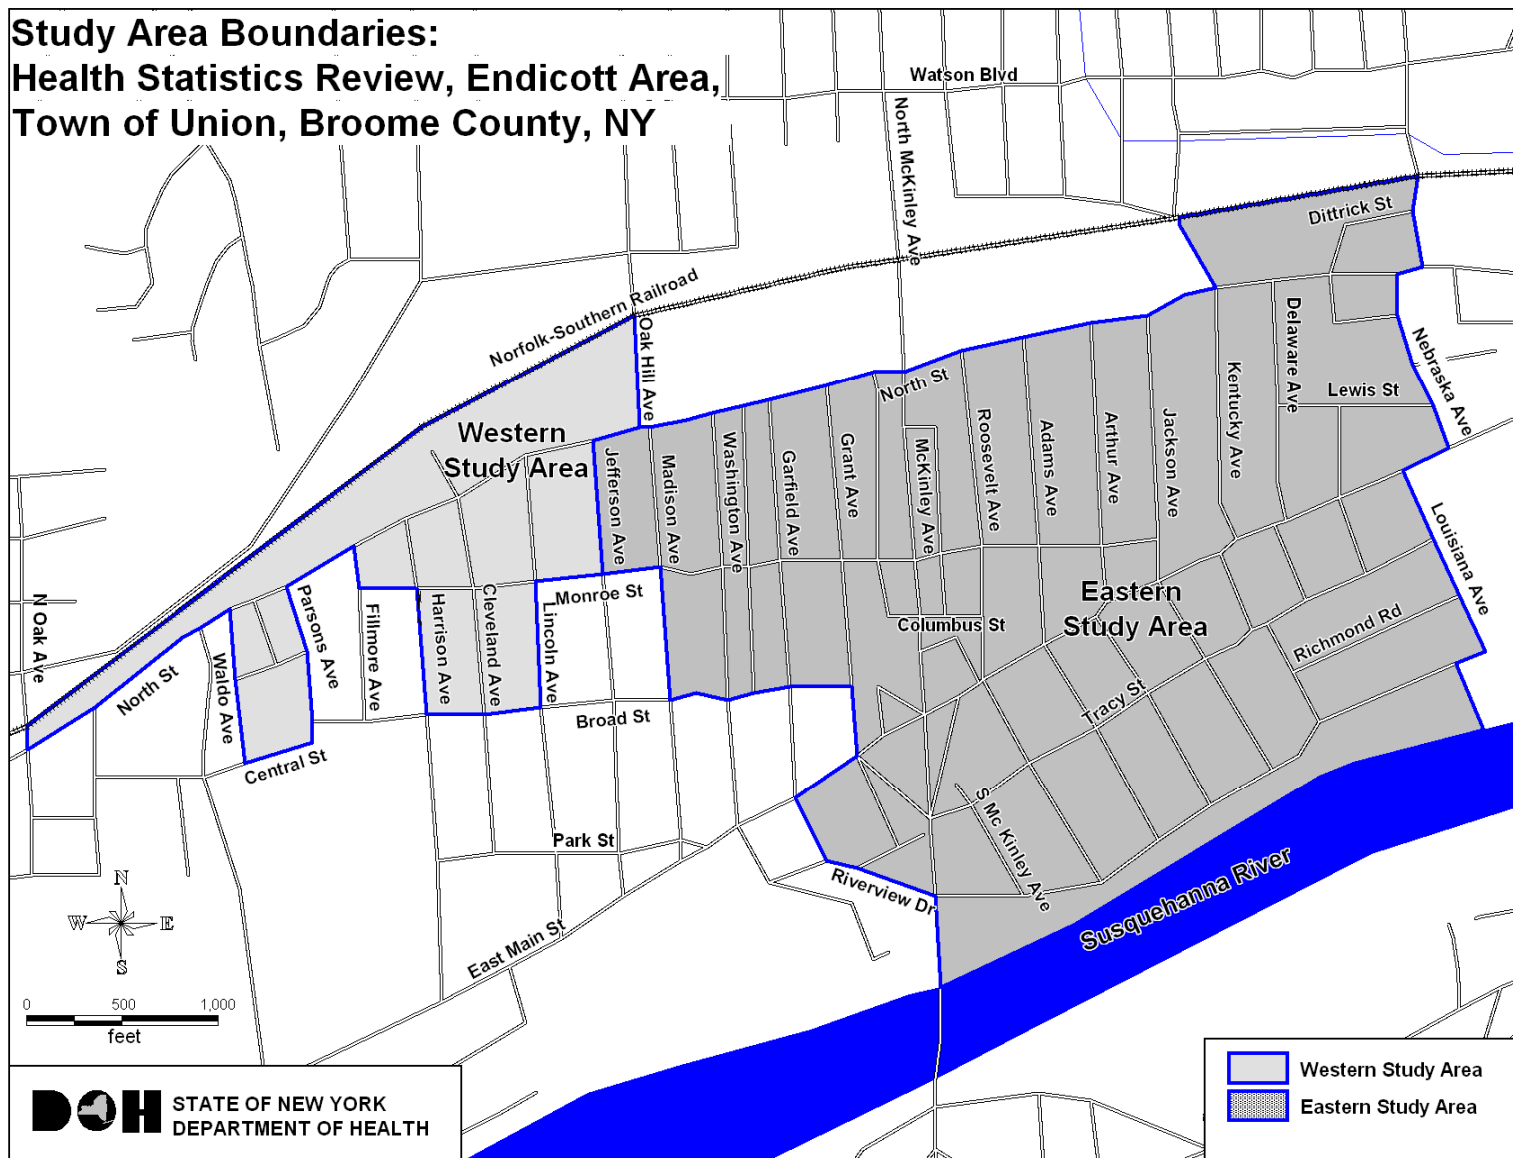 Study Area Boundaries:
Health Statistics Review, Endicott Area,
Town of Union, Broome County, NY
Watson Blvd
North McKinley Ave
Dittrick St
Norfolk-Southern Railroad
Oak Hill Ave
Delaware Ave
Nebraska Ave
North St
Kentucky Ave
Lewis St
Western
Study Area
Jefferson Ave
Madison Ave
Washington Ave
Garfield Ave
Grant Ave
McKinley Ave
Roosevelt Ave
Adams Ave
Arthur Ave
Jackson Ave
Louisiana Ave
N Oak Ave
North St
Waldo Ave
Parsons Ave
Fillmore Ave
Harrison Ave
Cleveland Ave
Lincoln Ave
Monroe St
Eastern
Study Area
Columbus St
Richmond Rd
Tracy St
Broad St
Central St
Park St
S Mc Kinley Ave
Riverview Dr
Susquehanna River
East Main St
N
W E
S
0 500 1,000
feet
Western Study Area
Eastern Study Area
DOH
STATE OF NEW YORK
DEPARTMENT OF HEALTH